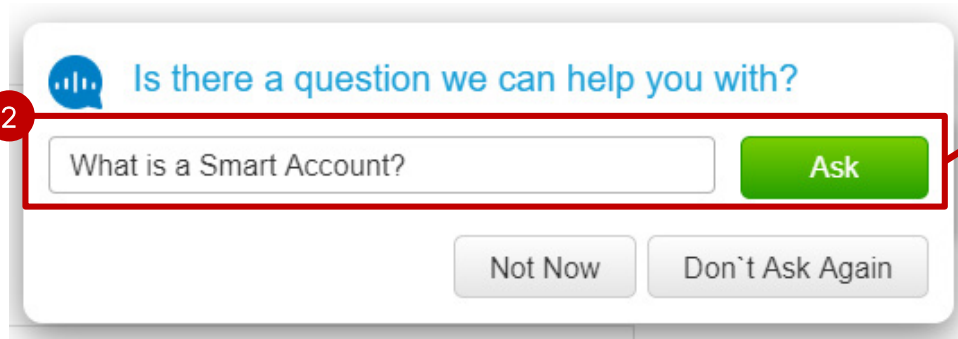 Is there a question we can help you with?
2
What is a Smart Account?
Ask
Not Now
Don`t Ask Again